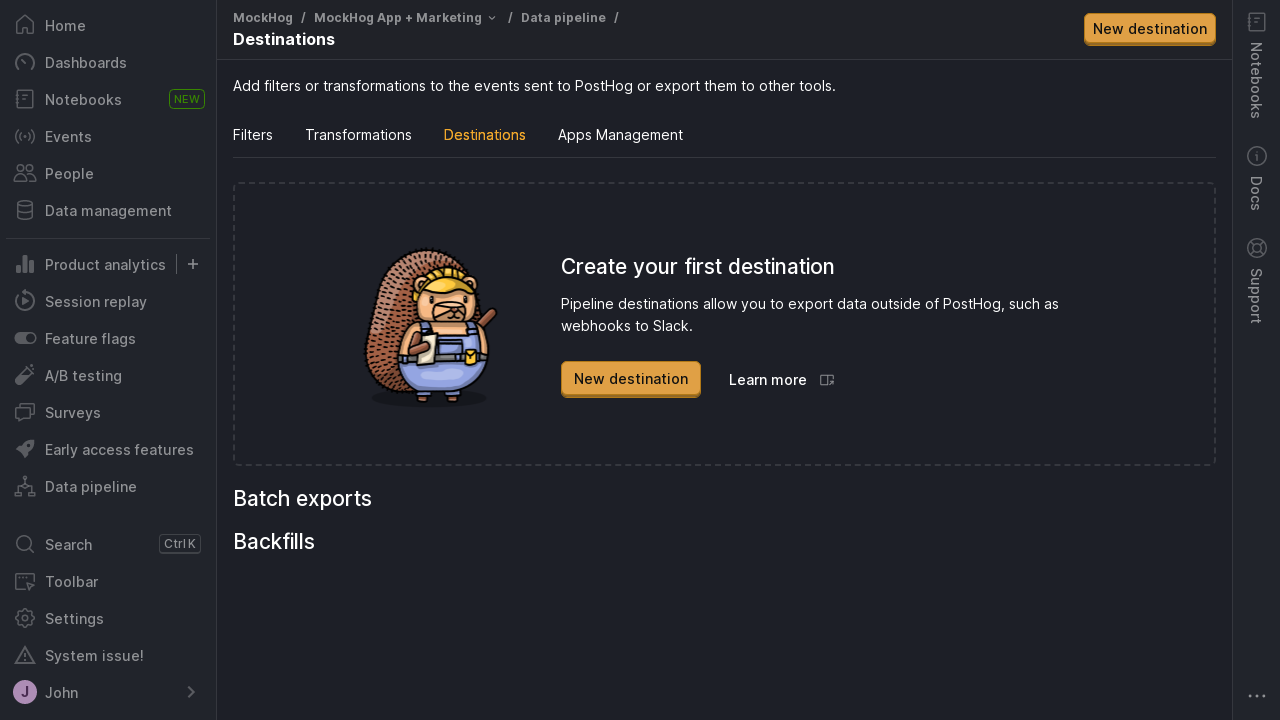 Home
Dashboards
Notebooks NEW
Events
People
Data management
Product analytics
Session replay
Feature flags
A/B testing
Surveys
Early access features
Data pipeline
Search Ctrl K
Toolbar
Settings
System issue!
J John
MockHog / MockHog App + Marketing / Data pipeline /
Destinations
New destination
Add filters or transformations to the events sent to PostHog or export them to other tools.
Filters Transformations Destinations Apps Management
Create your first destination
Pipeline destinations allow you to export data outside of PostHog, such as
webhooks to Slack.
New destination Learn more
Batch exports
Backfills
Notebooks
Docs
Support